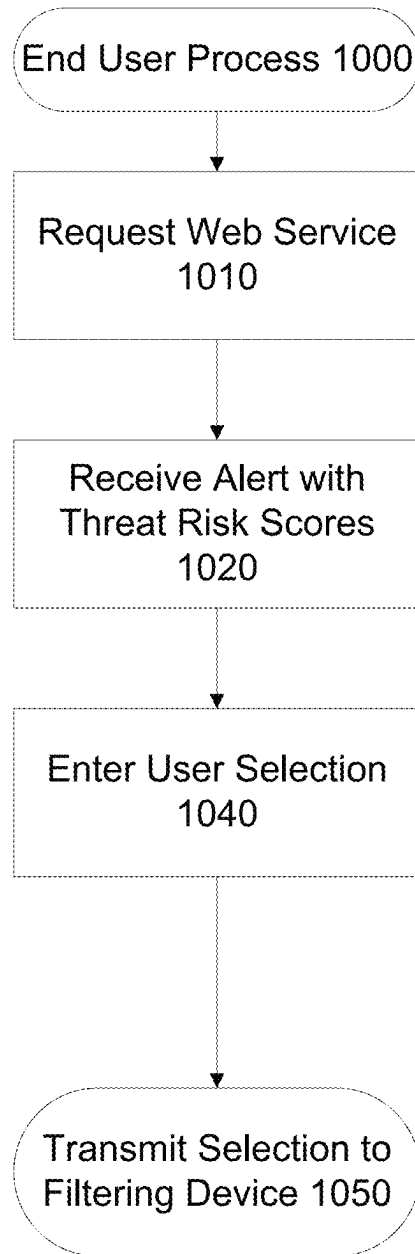 End User Process 1000
Request Web Service
1010
Receive Alert with
Threat Risk Scores
1020
Enter User Selection
1040
Transmit Selection to
Filtering Device 1050